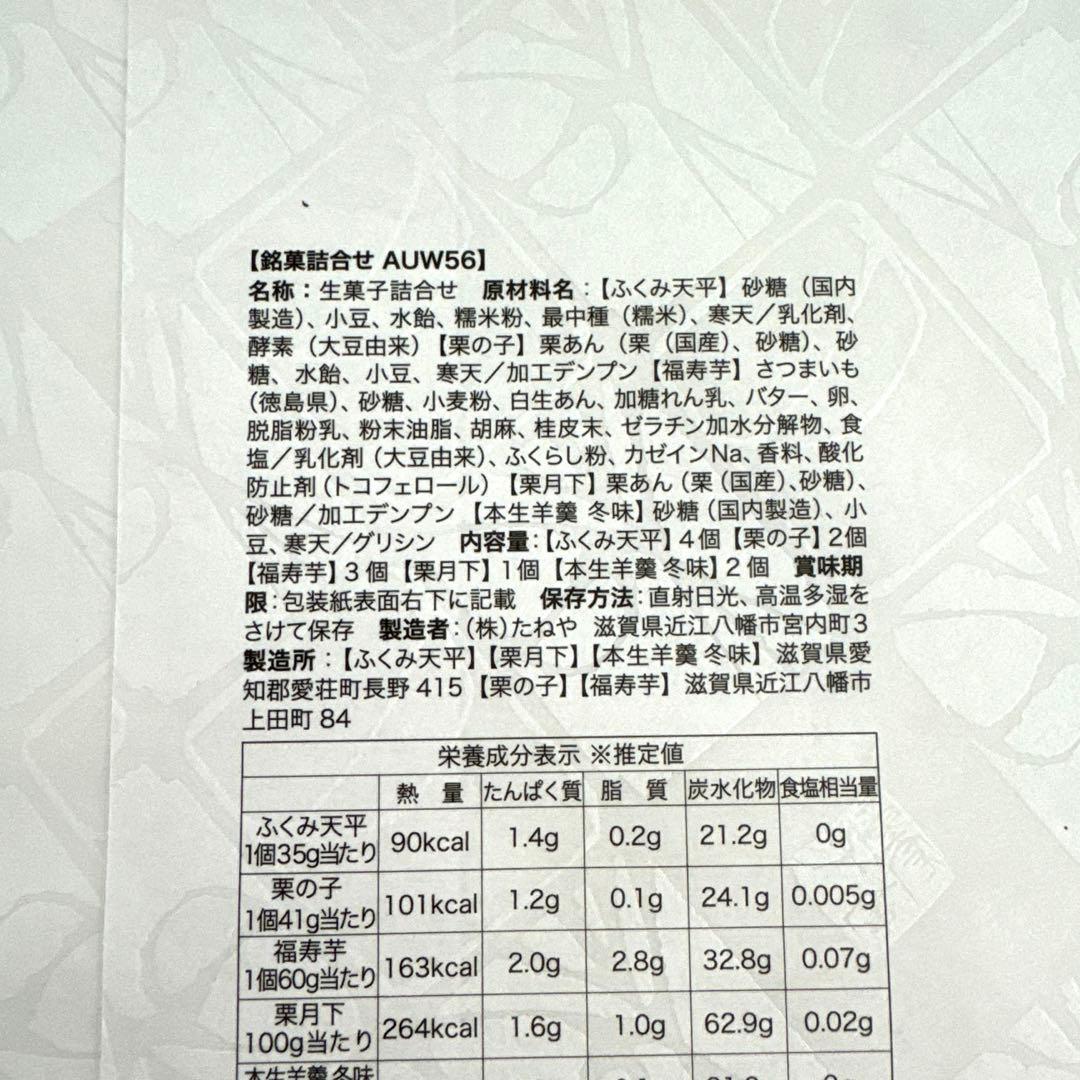 【銘菓詰合せ AUW56】
名称：生菓子詰合せ　原材料名：【ふくみ天平】砂糖（国内
製造）、小豆、水飴、糯米粉、最中種（糯米）、寒天／乳化剤、
酵素（大豆由来）【栗の子】栗あん（栗（国産）、砂糖）、砂
糖、水飴、小豆、寒天／加工デンプン【福寿芋】さつまいも
（徳島県）、砂糖、小麦粉、白生あん、加糖れん乳、バター、卵、
脱脂粉乳、粉末油脂、胡麻、桂皮末、ゼラチン加水分解物、食
塩／乳化剤（大豆由来）、ふくらし粉、カゼインNa、香料、酸化
防止剤（トコフェロール）【栗月下】栗あん（栗（国産）、砂糖）、
砂糖／加工デンプン【本生羊羹 冬味】砂糖（国内製造）、小
豆、寒天／グリシン　内容量：【ふくみ天平】4個【栗の子】2個
【福寿芋】3個【栗月下】1個【本生羊羹 冬味】2個　賞味期
限：包装紙表面右下に記載　保存方法：直射日光、高温多湿を
さけて保存　製造者：（株）たねや 滋賀県近江八幡市宮内町3
製造所：【ふくみ天平】【栗月下】【本生羊羹 冬味】滋賀県愛
知郡愛荘町長野415【栗の子】【福寿芋】滋賀県近江八幡市
上田町84
栄養成分表示 ※推定値
熱量 たんぱく質 脂質 炭水化物 食塩相当量
ふくみ天平
1個35g当たり 90kcal 1.4g 0.2g 21.2g 0g
栗の子
1個41g当たり 101kcal 1.2g 0.1g 24.1g 0.005g
福寿芋
1個60g当たり 163kcal 2.0g 2.8g 32.8g 0.07g
栗月下
100g当たり 264kcal 1.6g 1.0g 62.9g 0.02g
本生羊羹 冬味